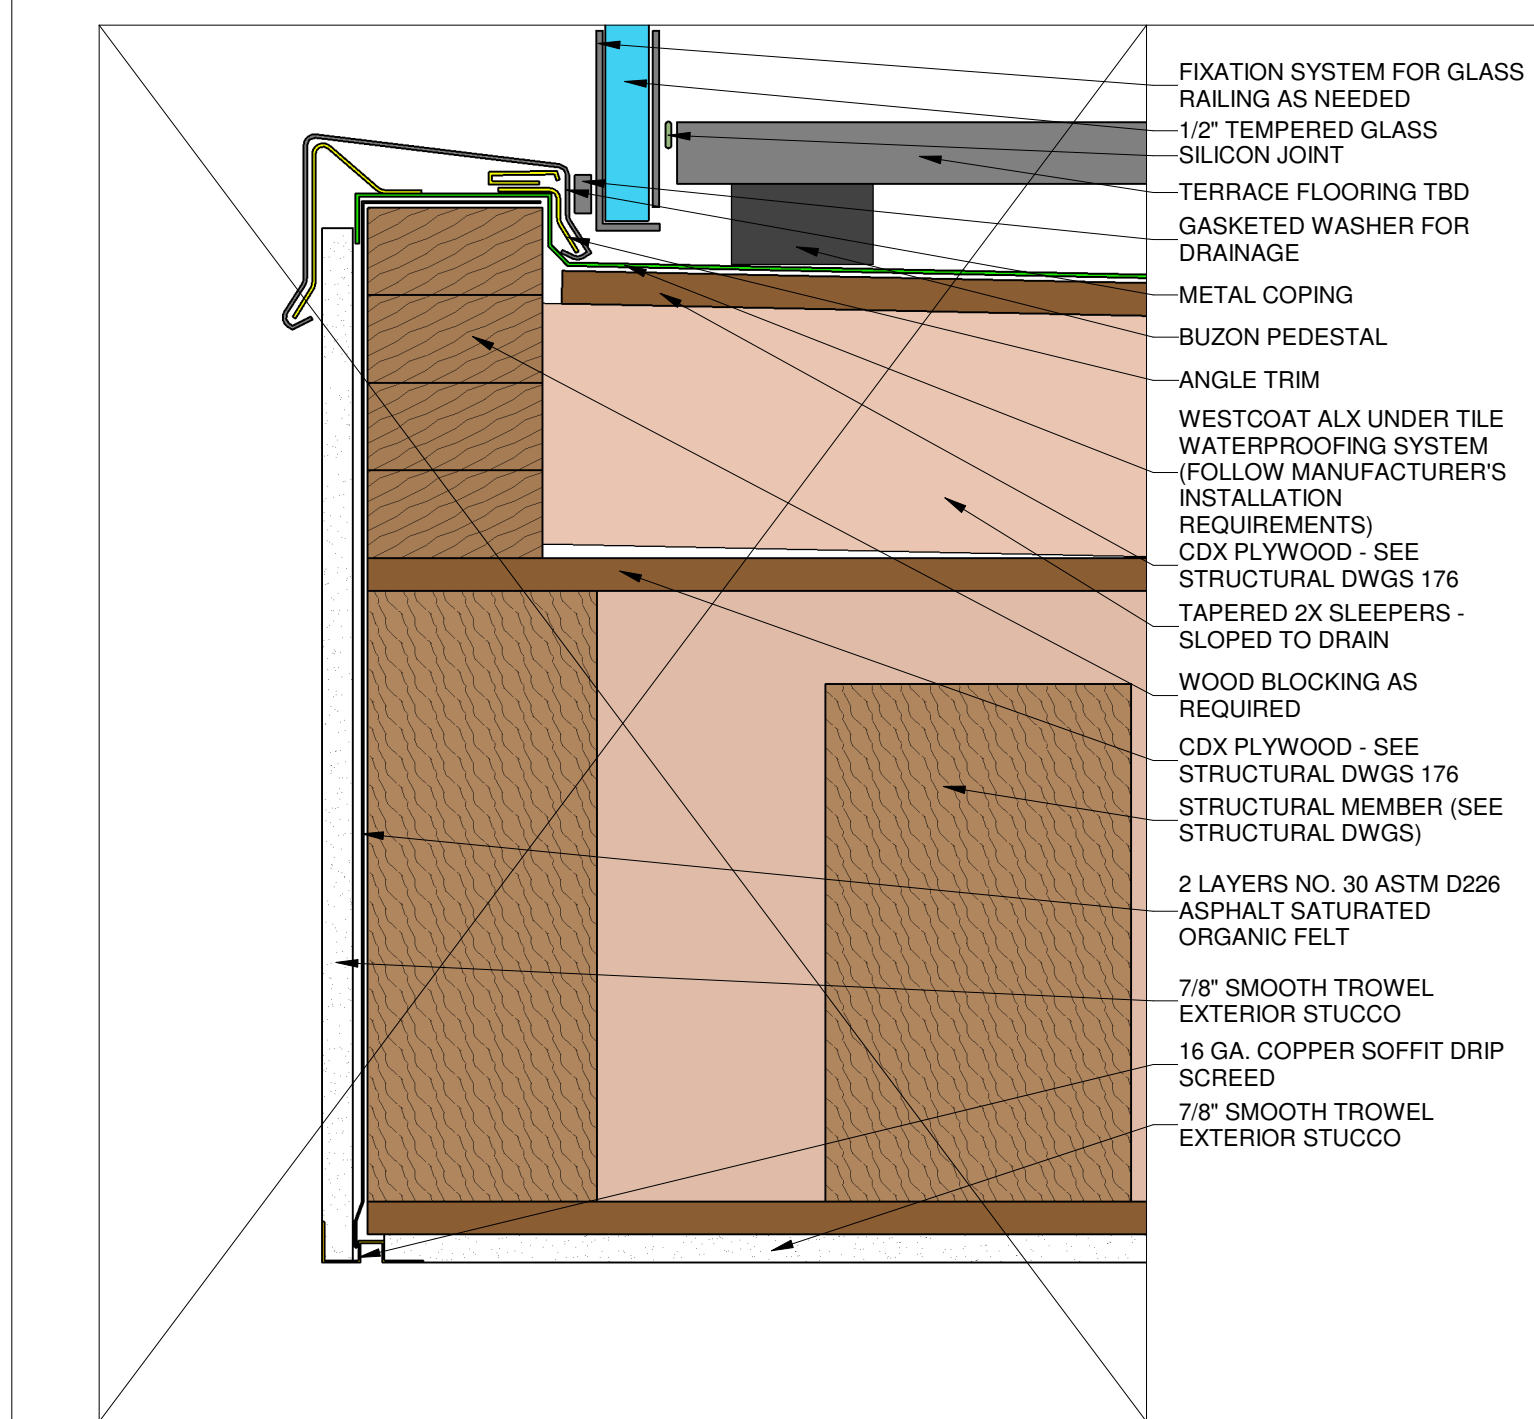 FIXATION SYSTEM FOR GLASS
RAILING AS NEEDED
1/2" TEMPERED GLASS
SILICON JOINT
TERRACE FLOORING TBD
GASKETED WASHER FOR
DRAINAGE
METAL COPING
BUZON PEDESTAL
ANGLE TRIM
WESTCOAT ALX UNDER TILE
WATERPROOFING SYSTEM
(FOLLOW MANUFACTURER'S
INSTALLATION
REQUIREMENTS)
CDX PLYWOOD - SEE
STRUCTURAL DWGS 176
TAPERED 2X SLEEPERS -
SLOPED TO DRAIN
WOOD BLOCKING AS
REQUIRED
CDX PLYWOOD - SEE
STRUCTURAL DWGS 176
STRUCTURAL MEMBER (SEE
STRUCTURAL DWGS)
2 LAYERS NO. 30 ASTM D226
ASPHALT SATURATED
ORGANIC FELT
7/8" SMOOTH TROWEL
EXTERIOR STUCCO
16 GA. COPPER SOFFIT DRIP
SCREED
7/8" SMOOTH TROWEL
EXTERIOR STUCCO